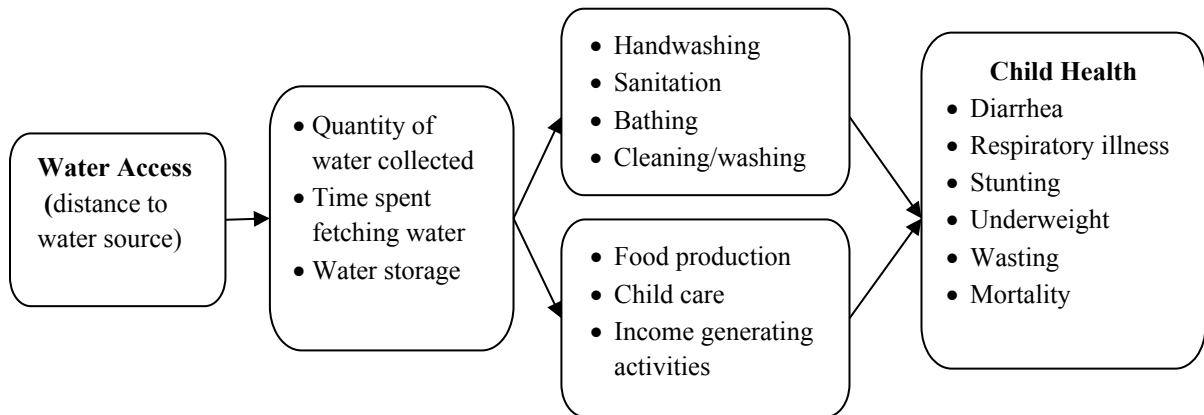 Water Access
(distance to
water source)
• Quantity of
water collected
• Time spent
fetching water
• Water storage
• Handwashing
• Sanitation
• Bathing
• Cleaning/washing
• Food production
• Child care
• Income generating
activities
Child Health
• Diarrhea
• Respiratory illness
• Stunting
• Underweight
• Wasting
• Mortality